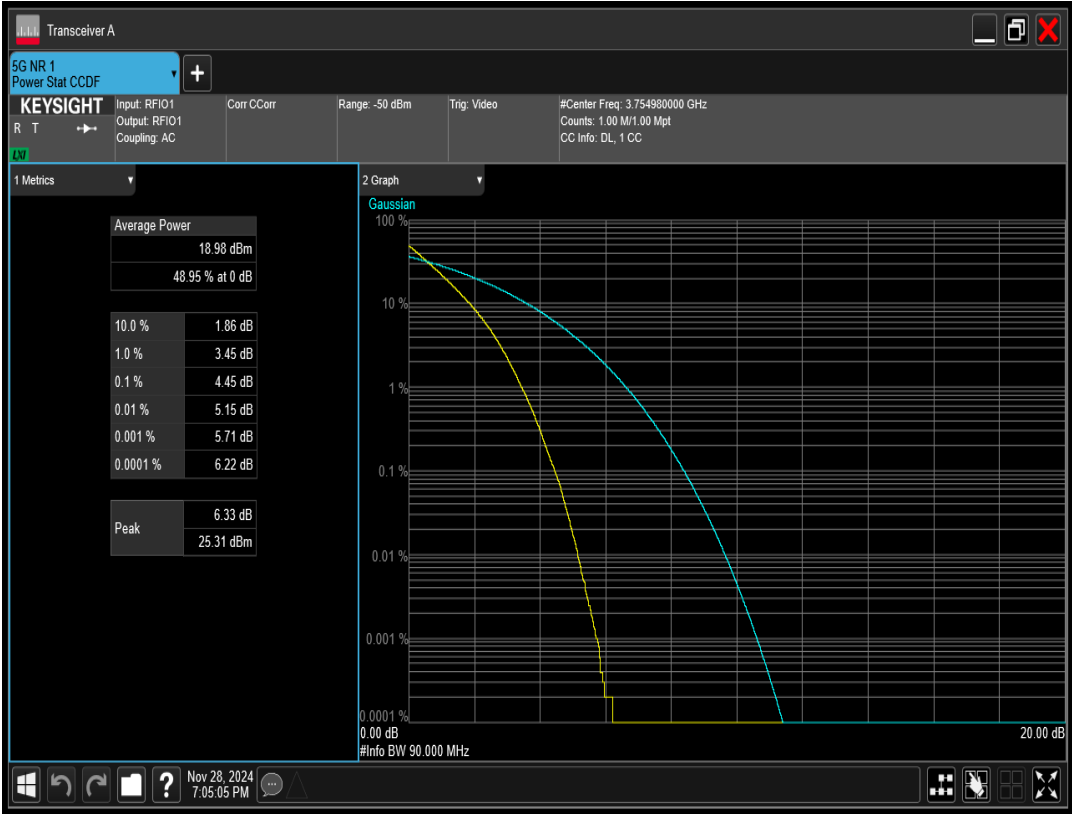 Transceiver A
5G NR 1
Power Stat CCDF
+
KEYSIGHT
R T
LXI
Input: RFIO1
Output: RFIO1
Coupling: AC
Corr CCorr
Range: -50 dBm
Trig: Video
#Center Freq: 3.754980000 GHz
Counts: 1.00 M/1.00 Mpt
CC Info: DL, 1 CC
1 Metrics
Average Power
18.98 dBm
48.95 % at 0 dB
10.0 % 1.86 dB
1.0 % 3.45 dB
0.1 % 4.45 dB
0.01 % 5.15 dB
0.001 % 5.71 dB
0.0001 % 6.22 dB
Peak 6.33 dB
25.31 dBm
2 Graph
Gaussian
100 %
10 %
1 %
0.1 %
0.01 %
0.001 %
0.0001 %
0.00 dB 20.00 dB
#Info BW 90.000 MHz
?
Nov 28, 2024
7:05:05 PM